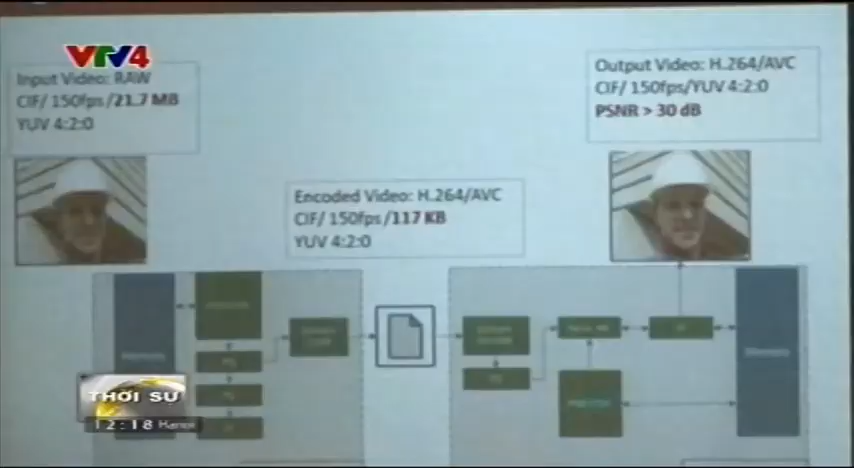 VTV4
Input Video: RAW
CIF/ 150fps/21.7 MB
YUV 4:2:0
Output Video: H.264/AVC
CIF/ 150fps/YUV 4:2:0
PSNR > 30 dB
Encoded Video: H.264/AVC
CIF/ 150fps/117 KB
YUV 4:2:0
THỜI SỰ
12:18 Hanoi